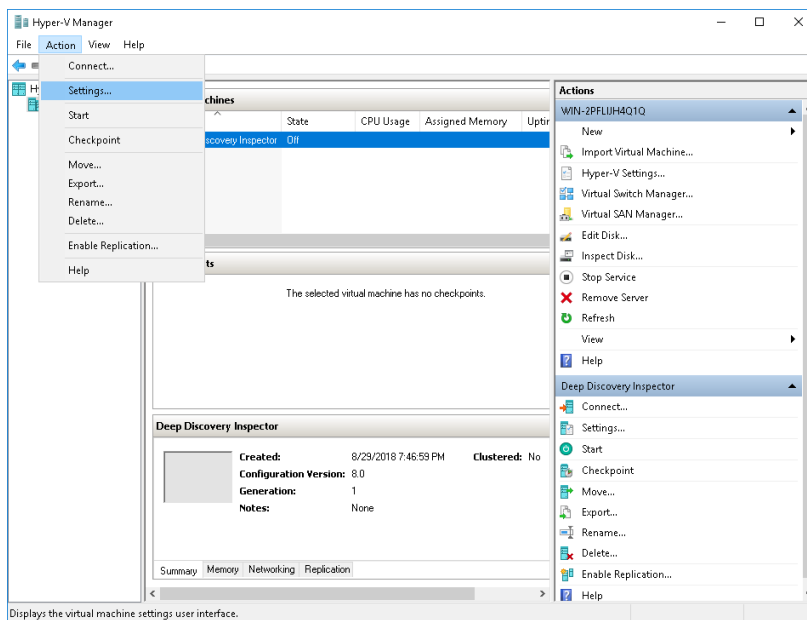 Hyper-V Manager
File Action View Help
Connect...
Settings...
Start
Checkpoint
Move...
Export...
Rename...
Delete...
Enable Replication...
Help
chines
State CPU Usage Assigned Memory Uptir
scovery Inspector Off
ts
The selected virtual machine has no checkpoints.
Deep Discovery Inspector
Created: 8/29/2018 7:46:59 PM Clustered: No
Configuration Version: 8.0
Generation: 1
Notes: None
Summary Memory Networking Replication
Actions
WIN-2PFLIJH4Q1Q
New
Import Virtual Machine...
Hyper-V Settings...
Virtual Switch Manager...
Virtual SAN Manager...
Edit Disk...
Inspect Disk...
Stop Service
Remove Server
Refresh
View
Help
Deep Discovery Inspector
Connect...
Settings...
Start
Checkpoint
Move...
Export...
Rename...
Delete...
Enable Replication...
Help
Displays the virtual machine settings user interface.